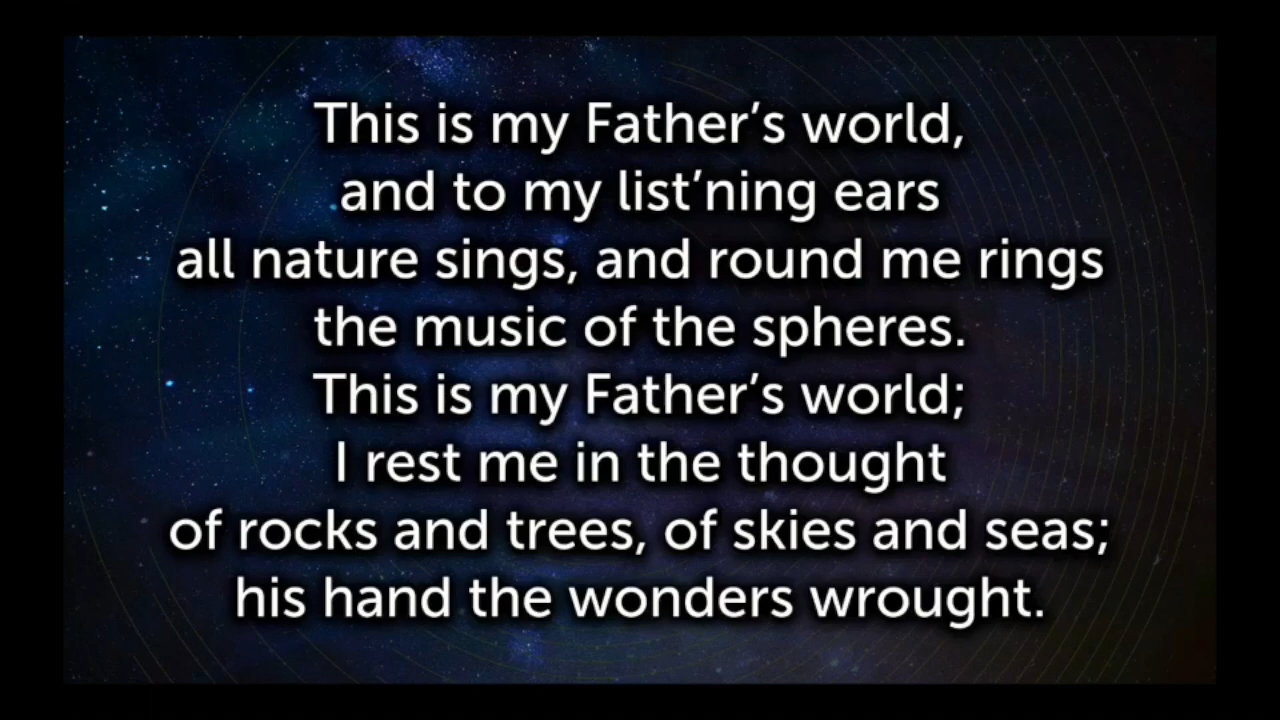 This is my Father’s world,
and to my list’ning ears
all nature sings, and round me rings
the music of the spheres.
This is my Father’s world;
I rest me in the thought
of rocks and trees, of skies and seas;
his hand the wonders wrought.